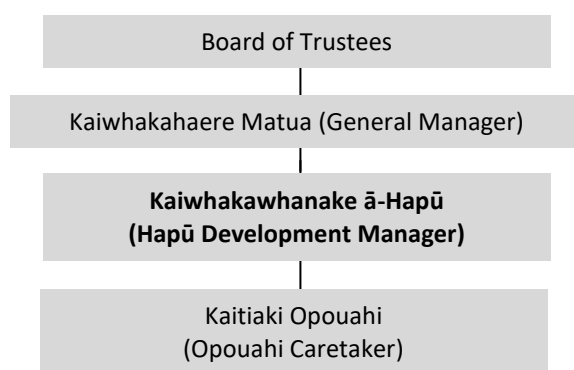 Board of Trustees
Kaiwhakahaere Matua (General Manager)
Kaiwhakawhanake ā-Hapū
(Hapū Development Manager)
Kaitiaki Opouahi
(Opouahi Caretaker)